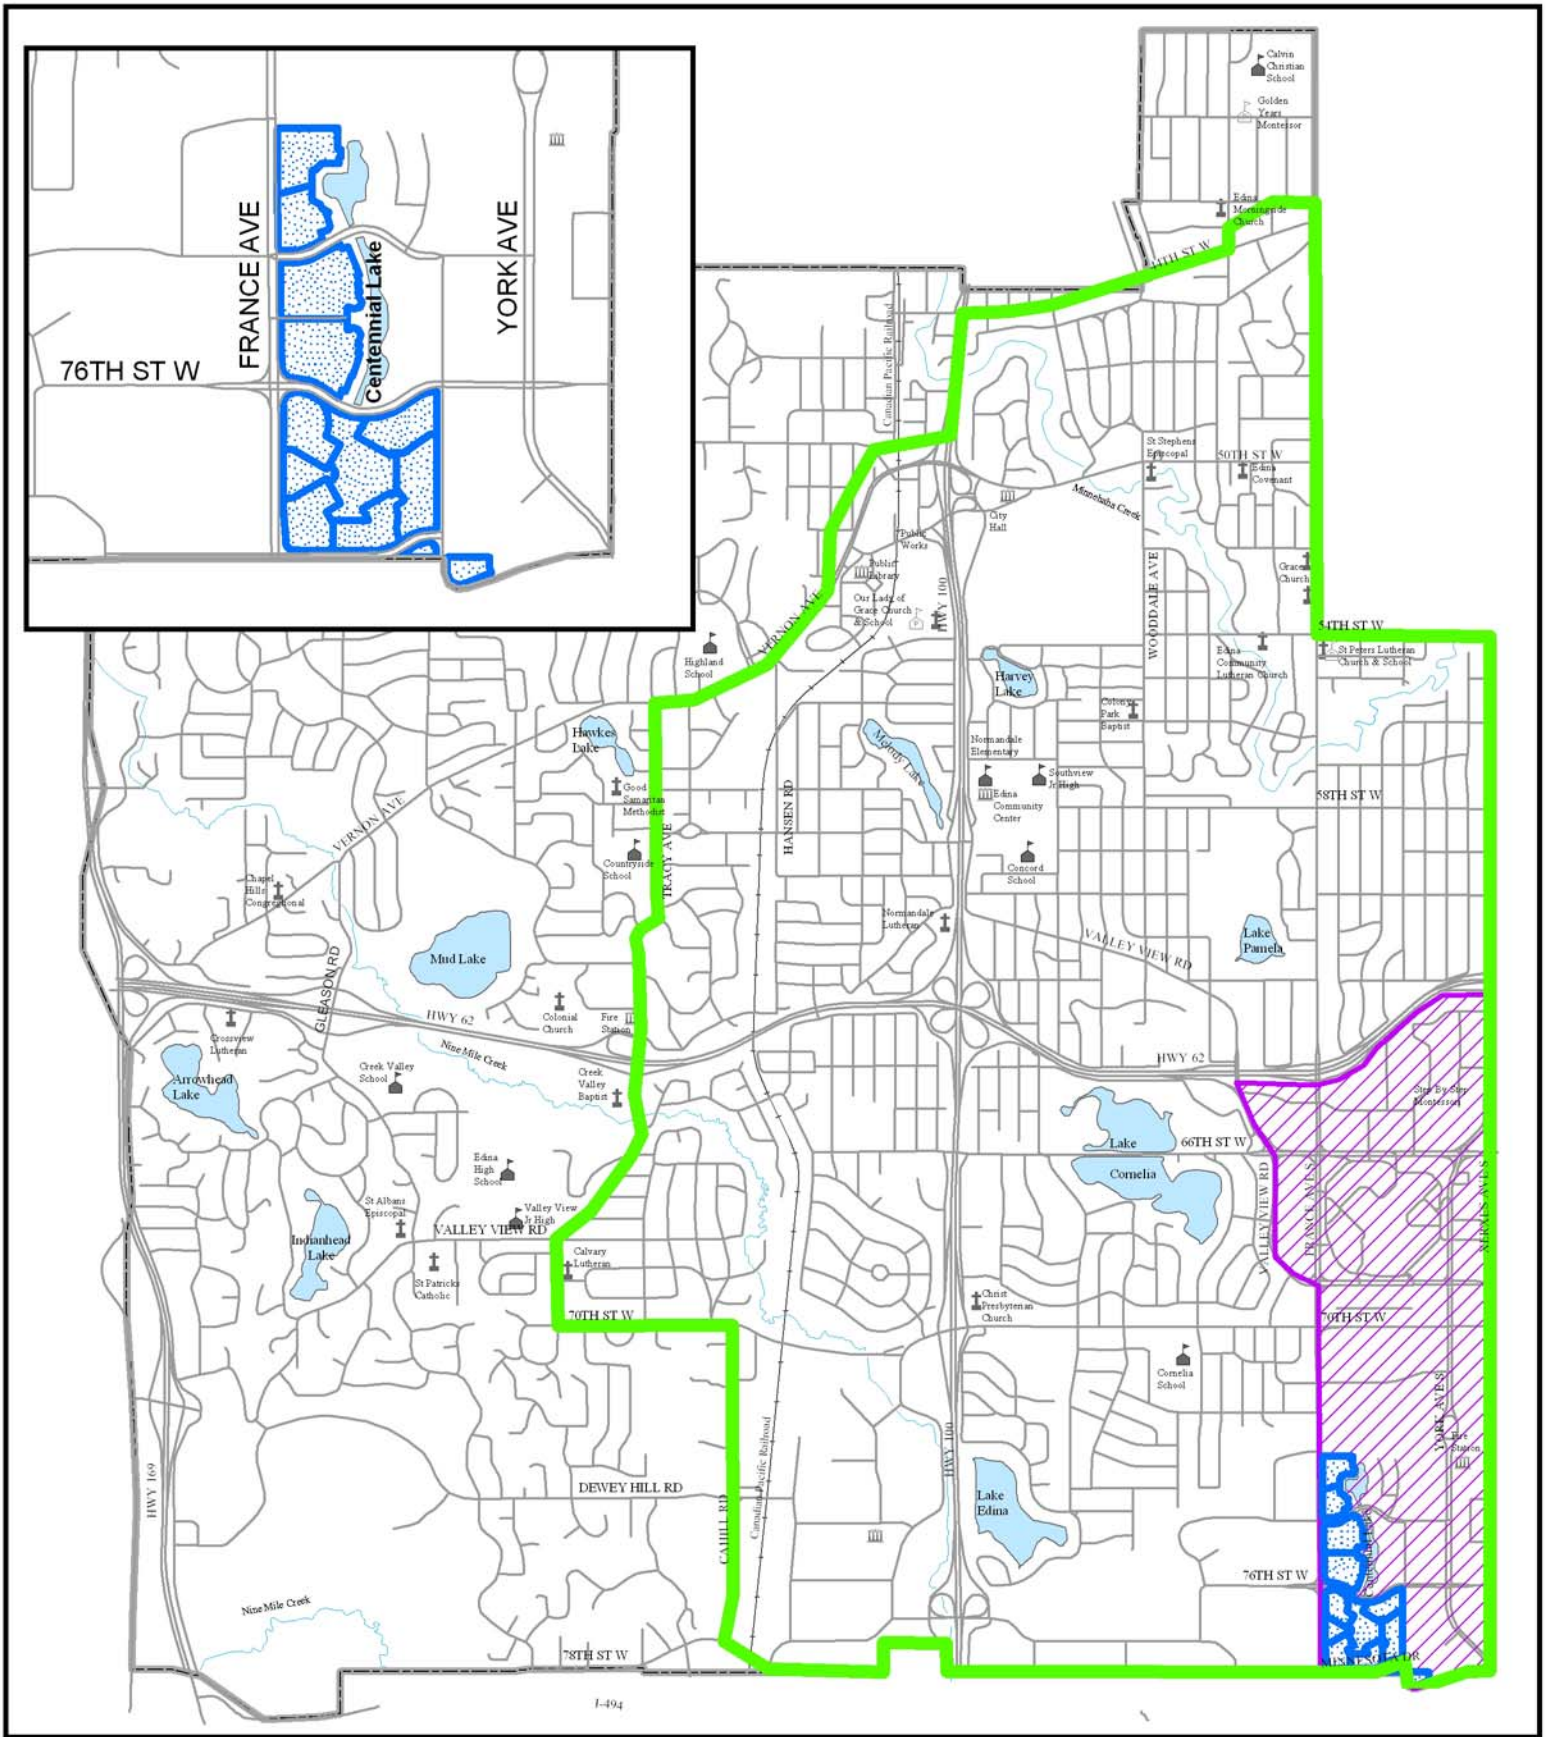 FRANCE AVE
YORK AVE
Centennial Lake
76TH ST W
Calvin
Christian
School
Golden
Years
Montessor
Edina
Morningside
Church
44TH ST W
Canadian Pacific Railroad
St Stephens
Episcopal
50TH ST W
Edina
Covenant
Minnehaha Creek
City
Hall
Public
Works
Public
Library
Our Lady of
Grace Church
& School
HWY 100
WOODDALE AVE
Grace
Church
VERNON AVE
Highland
School
54TH ST W
St Peters Lutheran
Church & School
Edina
Community
Lutheran Church
Harvey
Lake
Colony
Park
Baptist
Hawkes
Lake
Melody Lake
Normandale
Elementary
Southview
Jr High
Edina
Community
Center
Good
Samaritan
Methodist
HANSEN RD
58TH ST W
VERNON AVE
TRACY AVE
Countryside
School
Concord
School
Chapel
Hills
Congregational
Normandale
Lutheran
VALLEY VIEW RD
Lake
Pamela
Mud Lake
GLEASON RD
HWY 62
Colonial
Church
Fire
Station
Crossview
Lutheran
Nine Mile Creek
HWY 62
Arrowhead
Lake
Creek Valley
School
Creek
Valley
Baptist
Step By Step
Montessori
Lake
Cornelia
66TH ST W
Edina
High
School
VALLEY VIEW RD
FRANCE AVE S
XERXES AVE S
St Albans
Episcopal
Valley View
Jr High
VALLEY VIEW RD
Indianhead
Lake
St Patricks
Catholic
Calvary
Lutheran
70TH ST W
Christ
Presbyterian
Church
70TH ST W
Cornelia
School
YORK AVE S
Fire
Station
HWY 169
DEWEY HILL RD
CAHILL RD
Canadian Pacific Railroad
HWY 100
Lake
Edina
Centennial Lake
76TH ST W
Nine Mile Creek
78TH ST W
MINNESOTA DR
I-494